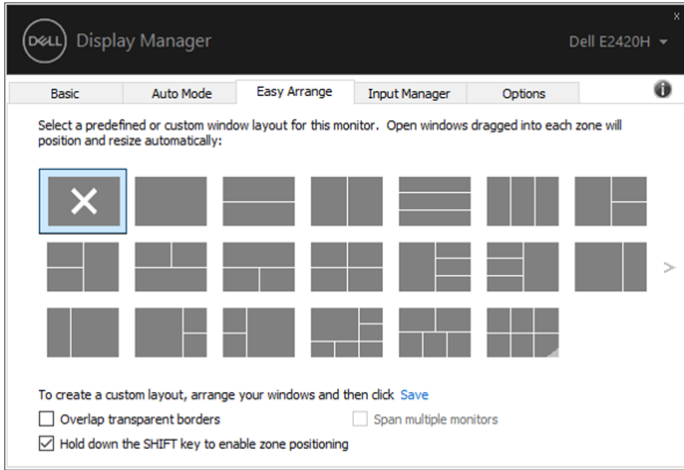 x
DELL Display Manager
Dell E2420H
Basic
Auto Mode
Easy Arrange
Input Manager
Options
i
Select a predefined or custom window layout for this monitor. Open windows dragged into each zone will
position and resize automatically:
>
To create a custom layout, arrange your windows and then click Save
Overlap transparent borders
Span multiple monitors
Hold down the SHIFT key to enable zone positioning